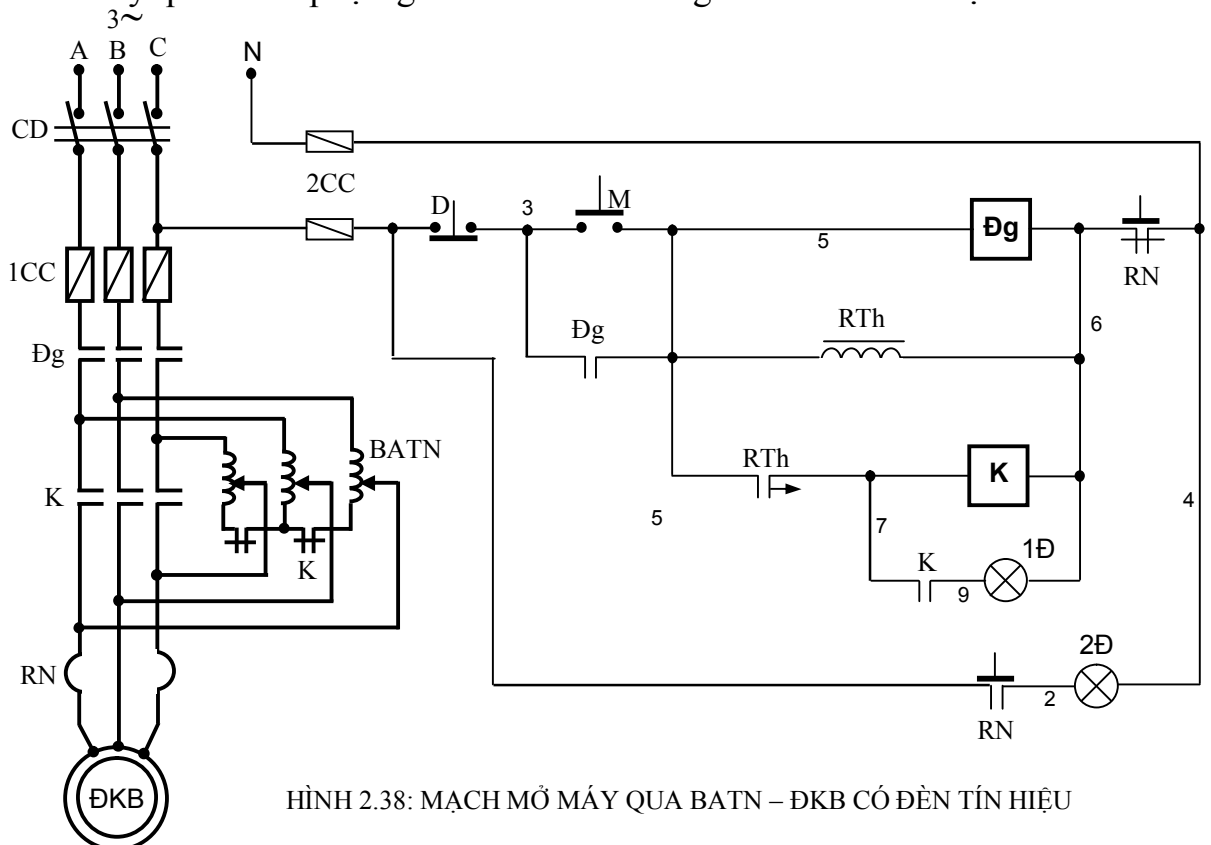 3~
A B C N
CD
2CC
D 3 M
5 Đg
1CC RN
Đg Đg RTh 6
BATN
K RTh K
5 7 4
K K 1Đ
9
RN 2Đ
2
RN
ĐKB HÌNH 2.38: MẠCH MỞ MÁY QUA BATN – ĐKB CÓ ĐÈN TÍN HIỆU